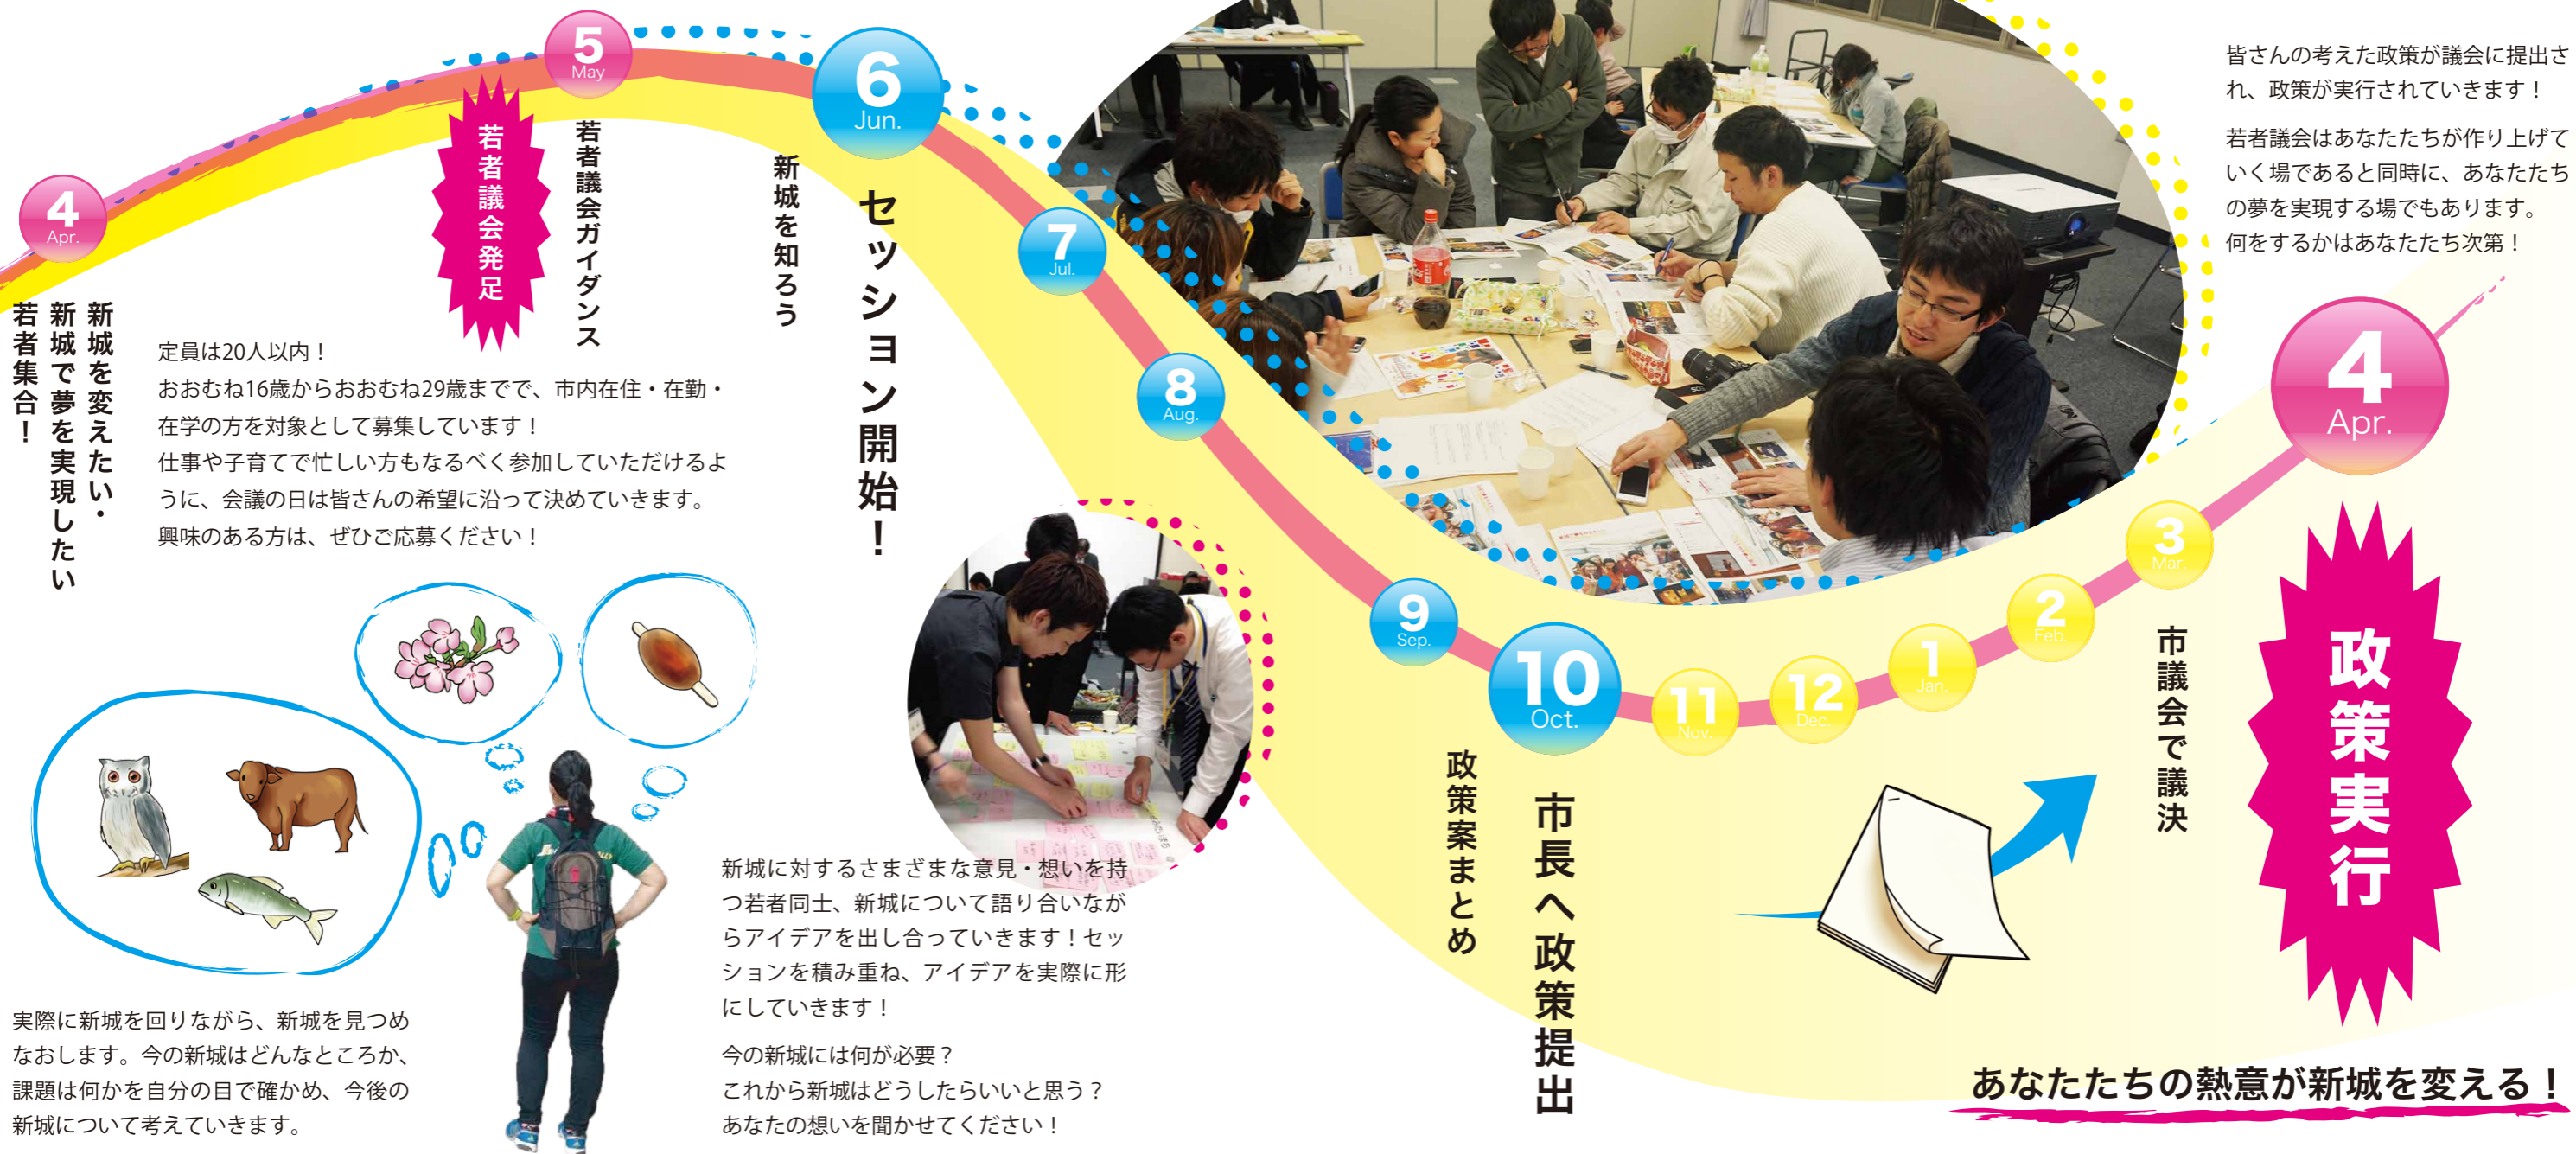 4
Apr.
新城を変えたい・
新城で夢を実現したい
若者集合！
定員は20人以内！
おおむね16歳からおおむね29歳までで、市内在住・在勤・
在学の方を対象として募集しています！
仕事や子育てで忙しい方もなるべく参加していただけるよ
うに、会議の日は皆さんの希望に沿って決めていきます。
興味のある方は、ぜひご応募ください！
5
May
若者議会発足
若者議会ガイダンス
新城を知ろう
実際に新城を回りながら、新城を見つめ
なおします。今の新城はどんなところか、
課題は何かを自分の目で確かめ、今後の
新城について考えていきます。
6
Jun.
セッション開始！
新城に対するさまざまな意見・想いを持
つ若者同士、新城について語り合いなが
らアイデアを出し合っていきます！セッ
ションを積み重ね、アイデアを実際に形
にしていきます！
今の新城には何が必要？
これから新城はどうしたらいいと思う？
あなたの想いを聞かせてください！
7
Jul.
8
Aug.
9
Sep.
政策案まとめ
10
Oct.
市長へ政策提出
11
Nov.
12
Dec.
1
Jan.
2
Feb.
3
Mar.
市議会で議決
4
Apr.
政策実行
皆さんの考えた政策が議会に提出さ
れ、政策が実行されていきます！
若者議会はあなたたちが作り上げて
いく場であると同時に、あなたたち
の夢を実現する場でもあります。
何をするかはあなたたち次第！
あなたたちの熱意が新城を変える！